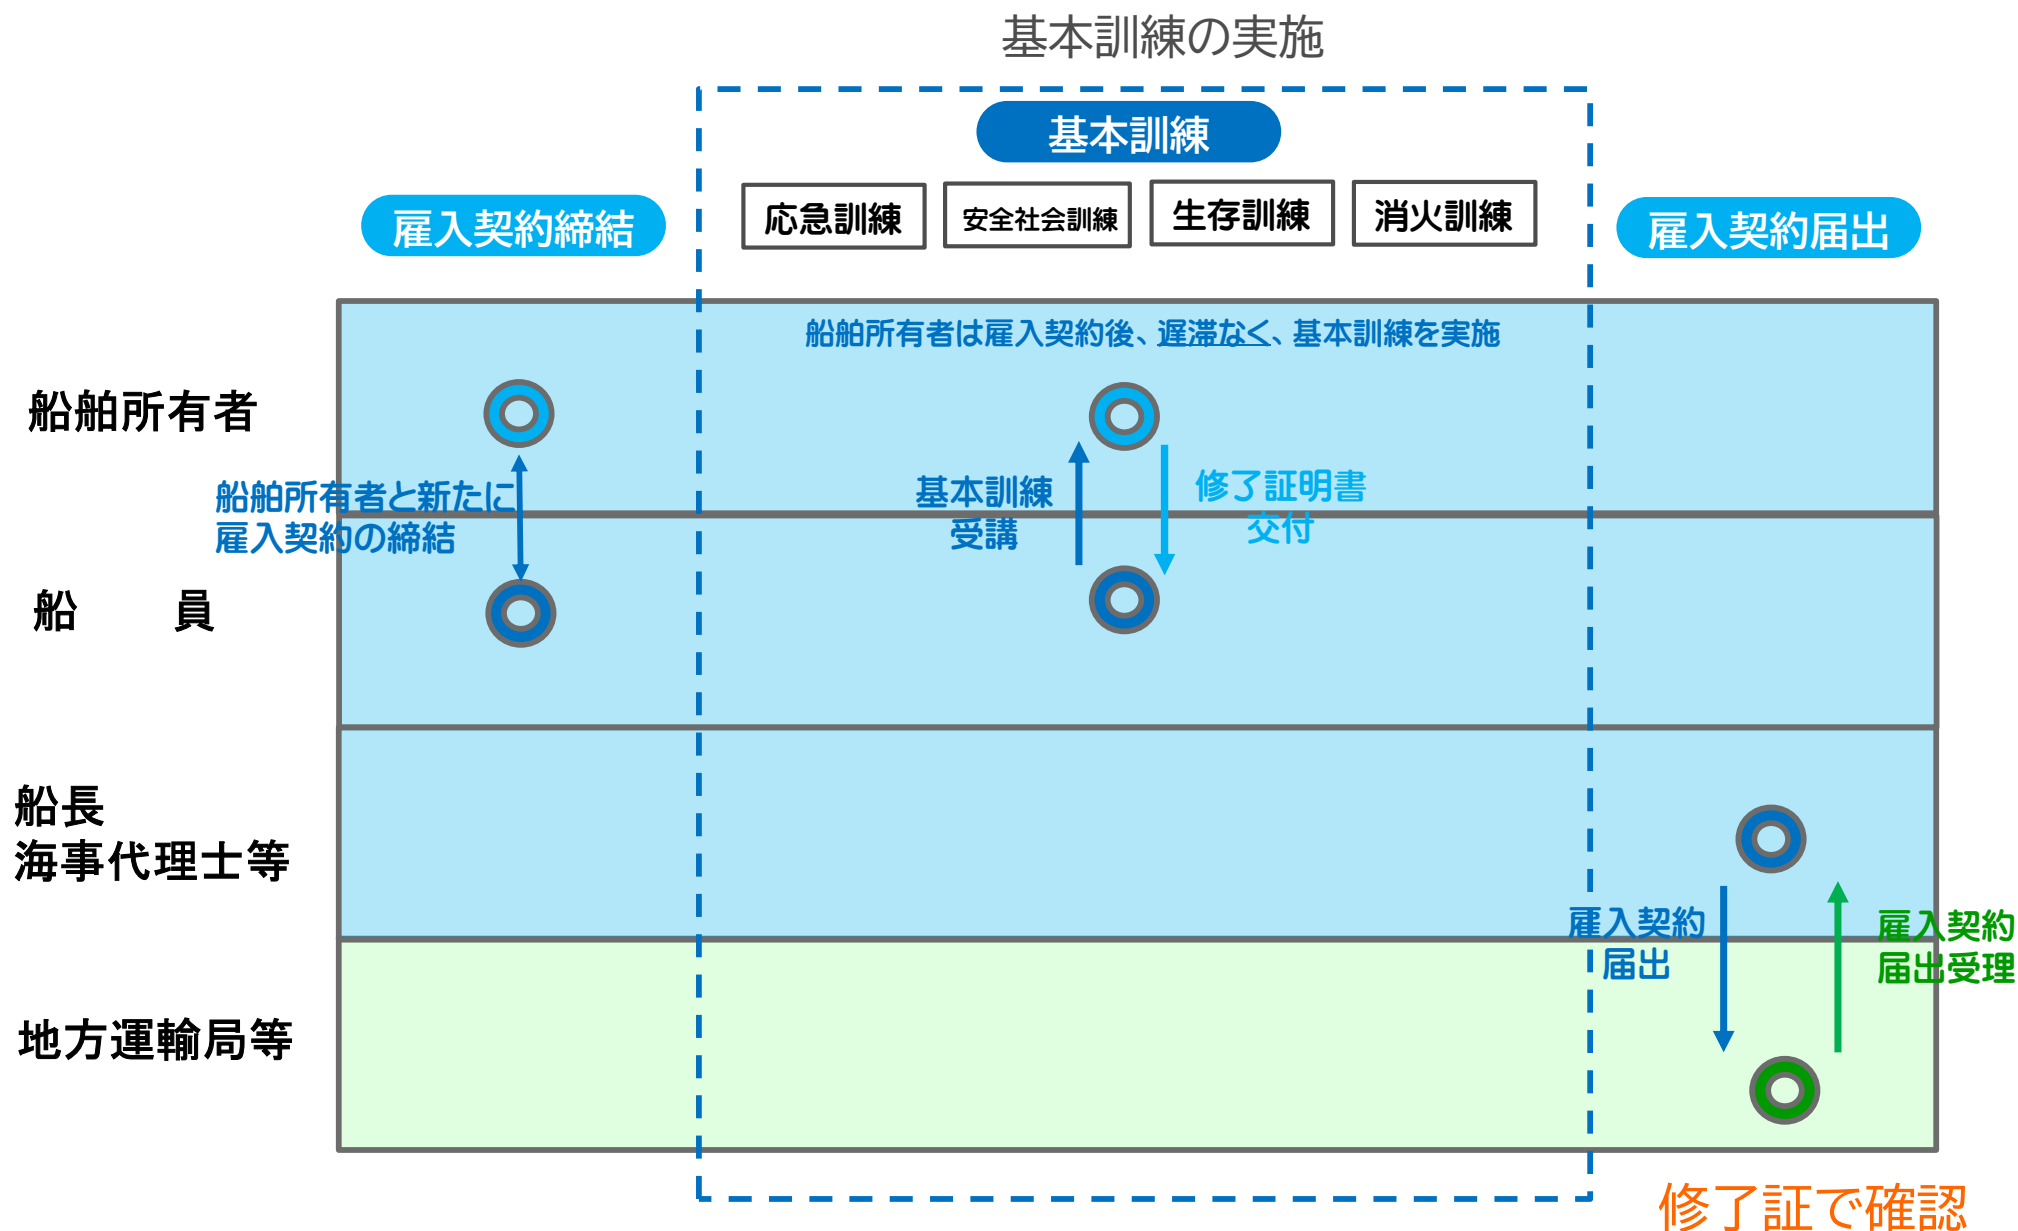 基本訓練の実施
基本訓練
雇入契約締結
応急訓練
安全社会訓練
生存訓練
消火訓練
雇入契約届出
船舶所有者は雇入契約後、遅滞なく、基本訓練を実施
船舶所有者
船舶所有者と新たに
雇入契約の締結
基本訓練
受講
修了証明書
交付
船　　員
船長
海事代理士等
雇入契約
届出
雇入契約
届出受理
地方運輸局等
修了証で確認